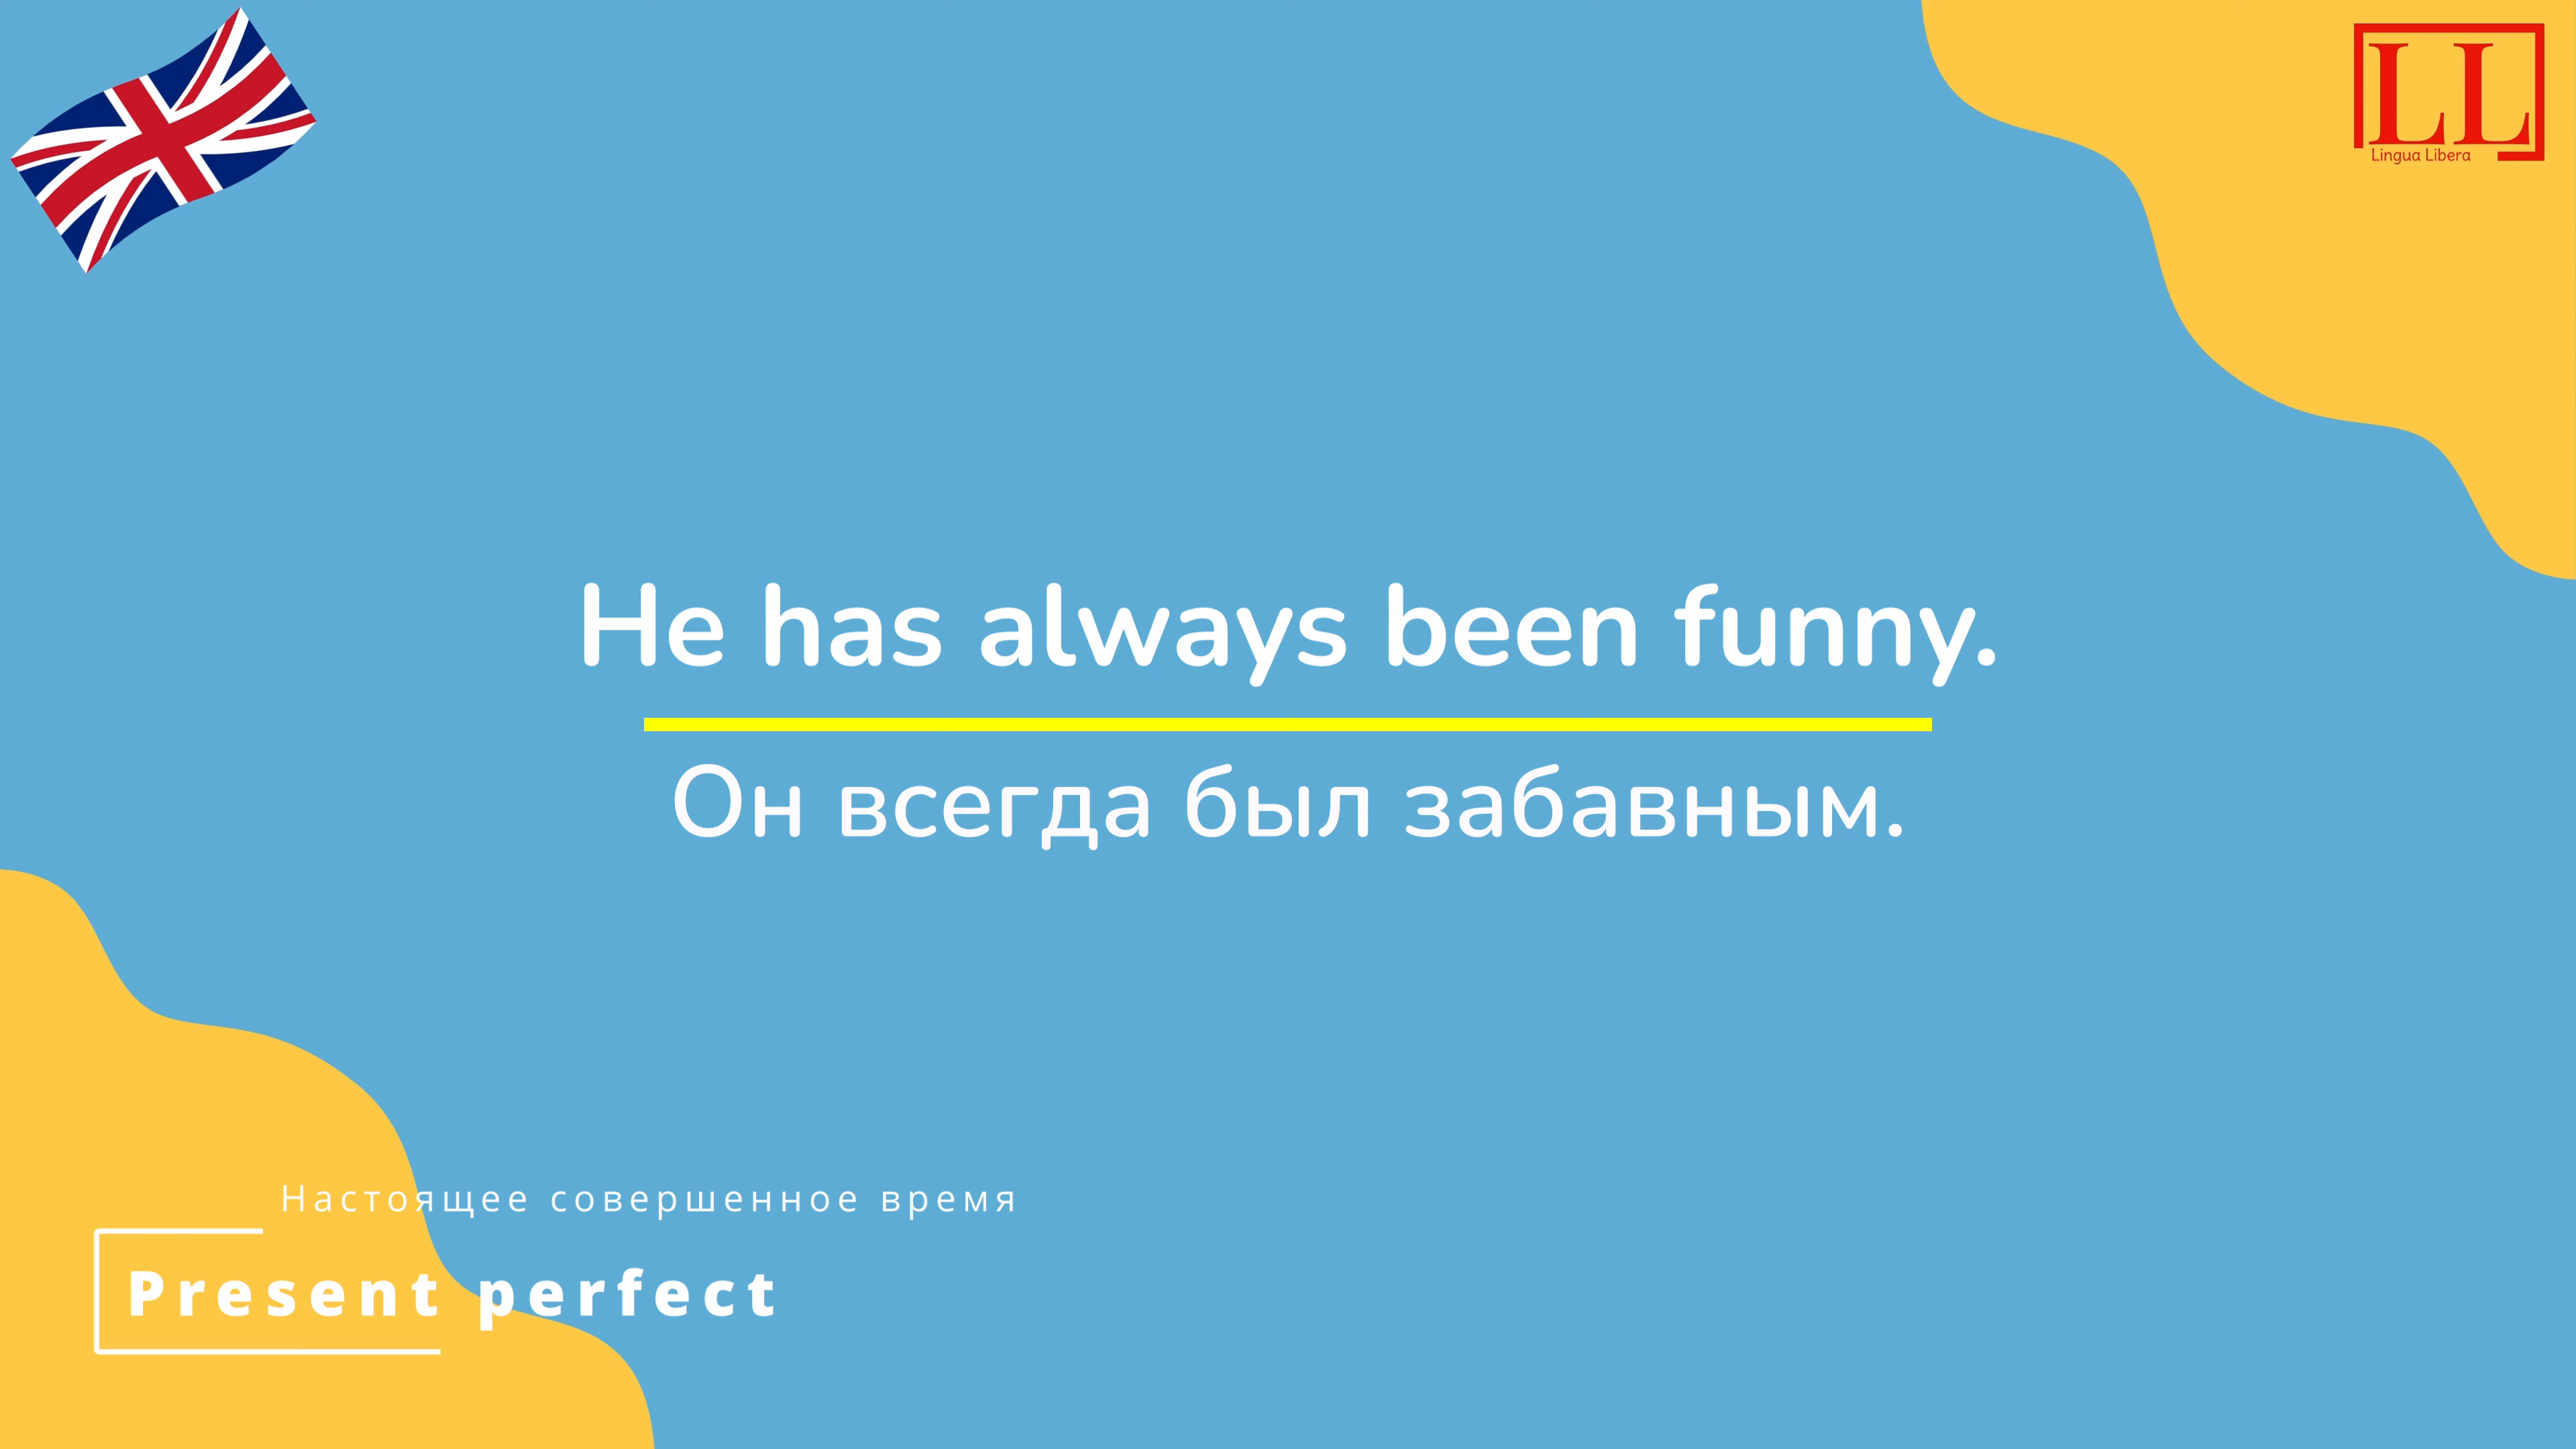 LL
Lingua Libera
He has always been funny.
Он всегда был забавным.
Настоящее совершенное время
Present perfect